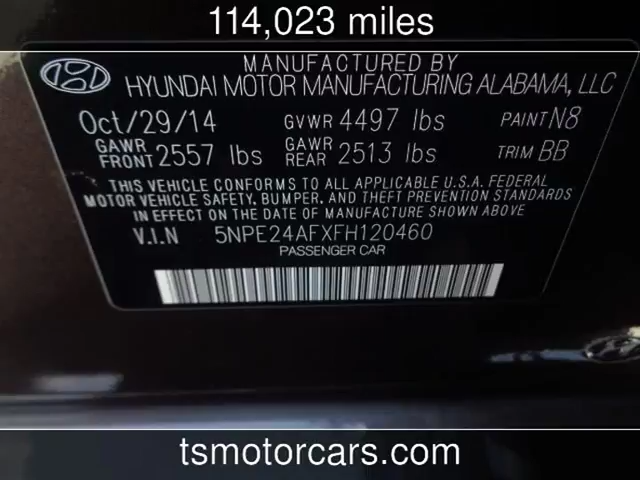 114,023 miles
MANUFACTURED BY
HYUNDAI MOTOR MANUFACTURING ALABAMA, LLC
Oct/29/14 GVWR 4497 lbs PAINT N8
GAWR FRONT 2557 lbs GAWR REAR 2513 lbs TRIM BB
THIS VEHICLE CONFORMS TO ALL APPLICABLE U.S.A. FEDERAL
MOTOR VEHICLE SAFETY, BUMPER, AND THEFT PREVENTION STANDARDS
IN EFFECT ON THE DATE OF MANUFACTURE SHOWN ABOVE.
V.I.N 5NPE24AFXFH120460
PASSENGER CAR
tsmotorcars.com